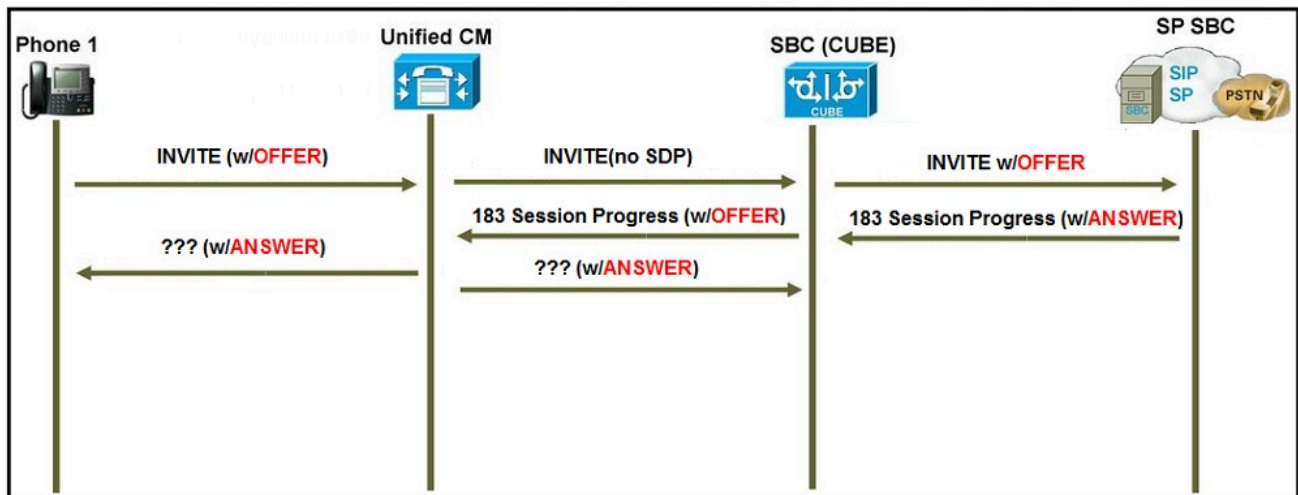 Phone 1
Unified CM
SBC (CUBE)
SP SBC
SIP
SP
SBC
PSTN
CUBE
INVITE (w/OFFER)
INVITE(no SDP)
INVITE w/OFFER
183 Session Progress (w/OFFER)
183 Session Progress (w/ANSWER)
??? (w/ANSWER)
??? (w/ANSWER)